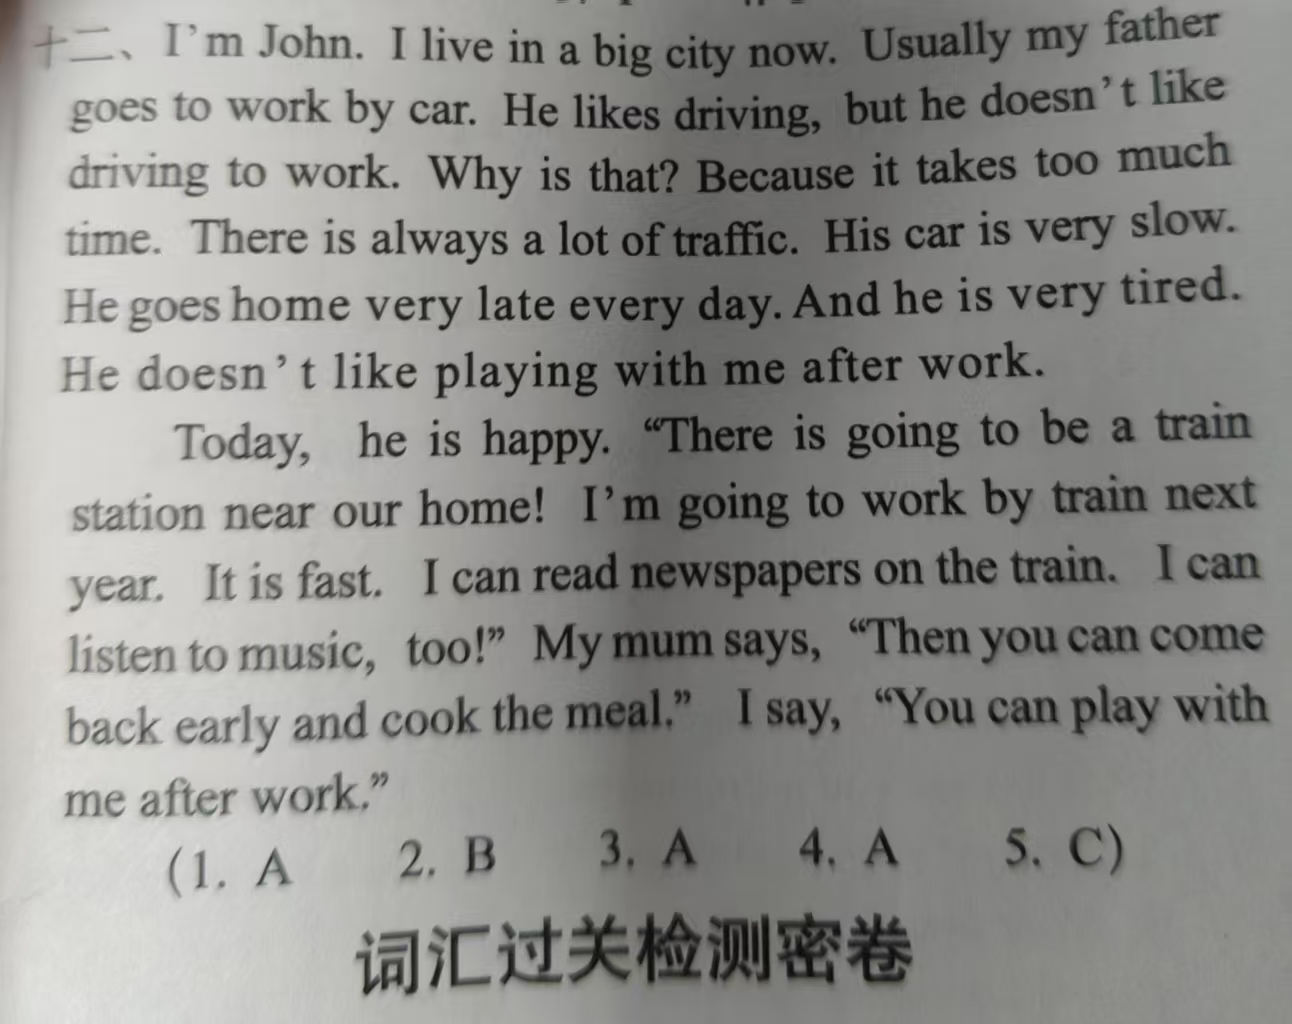 十二、I'm John. I live in a big city now. Usually my father
goes to work by car. He likes driving, but he doesn't like
driving to work. Why is that? Because it takes too much
time. There is always a lot of traffic. His car is very slow.
He goes home very late every day. And he is very tired.
He doesn't like playing with me after work.
Today, he is happy. “There is going to be a train
station near our home! I'm going to work by train next
year. It is fast. I can read newspapers on the train. I can
listen to music, too!” My mum says, “Then you can come
back early and cook the meal.” I say, “You can play with
me after work.”
(1. A 2. B 3. A 4. A 5. C)
词汇过关检测密卷